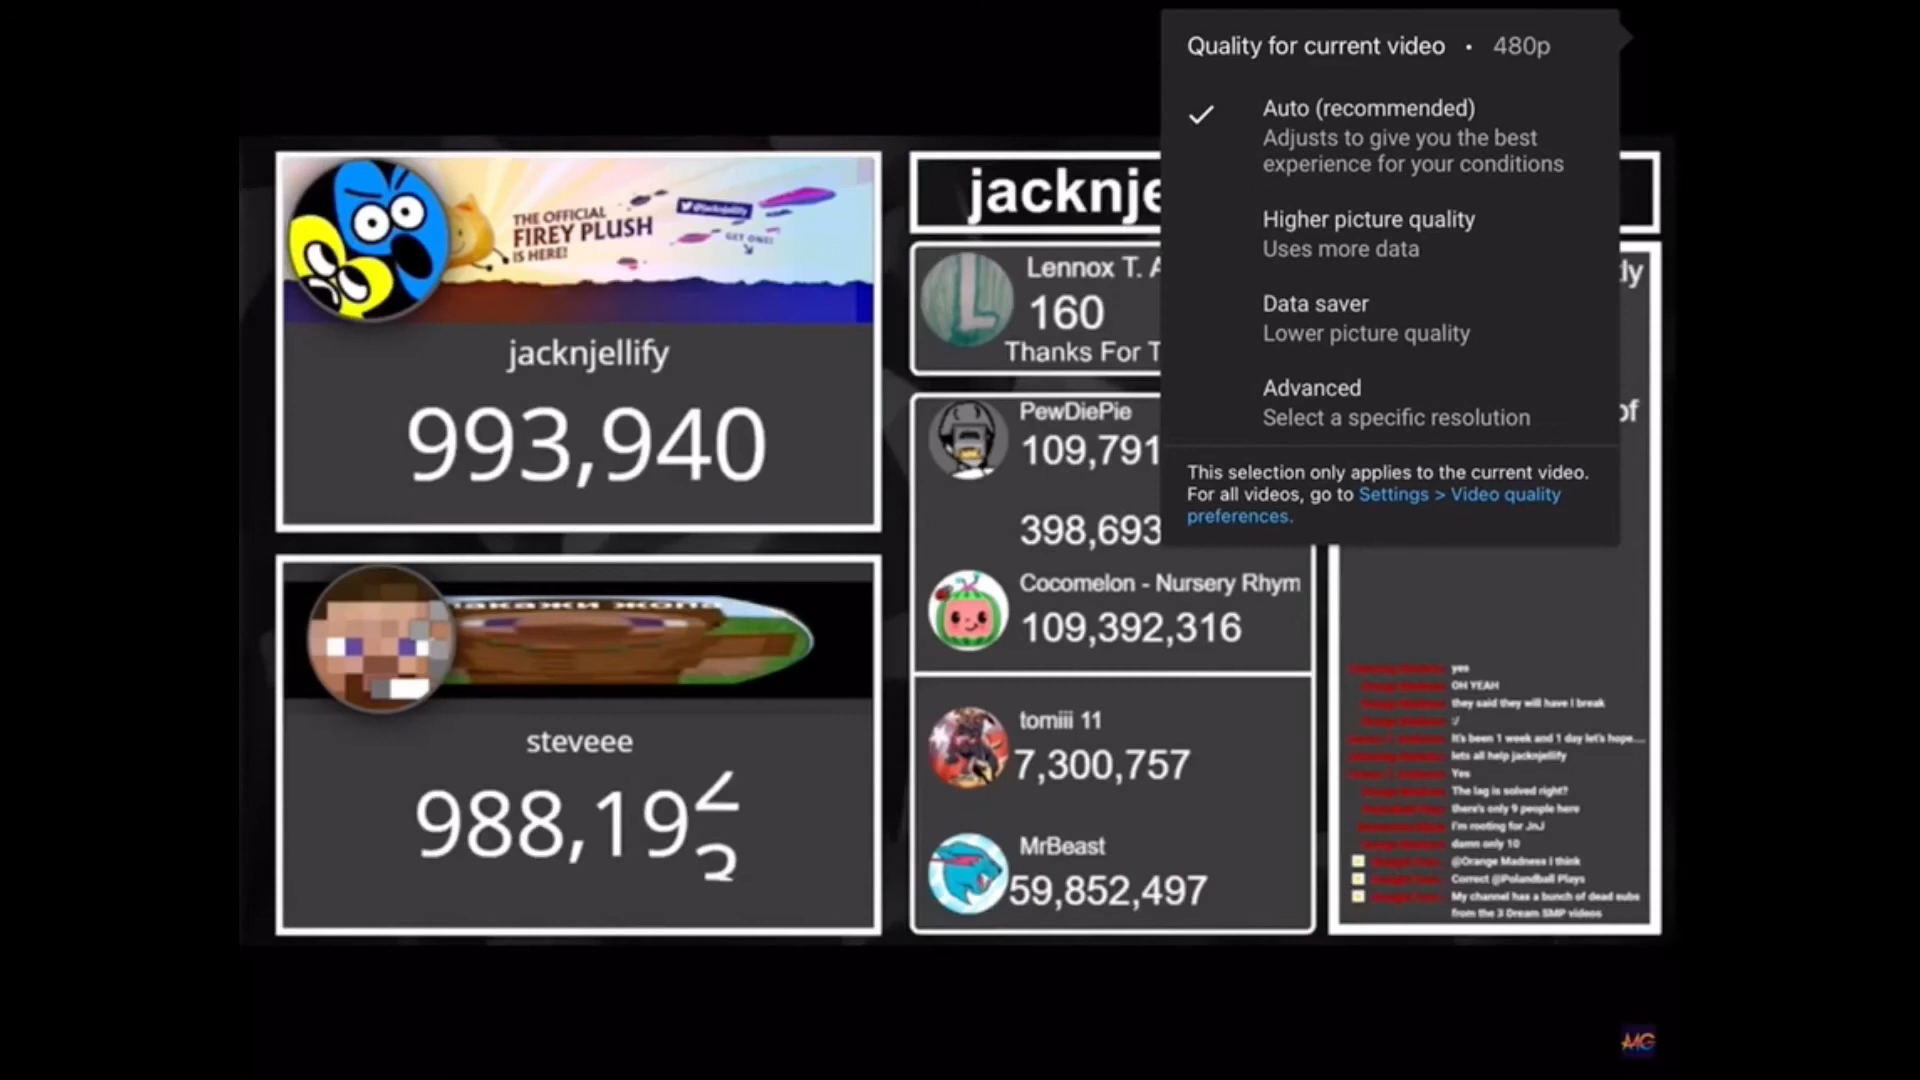 Quality for current video • 480p
Auto (recommended)
Adjusts to give you the best
experience for your conditions
Higher picture quality
Uses more data
Data saver
Lower picture quality
Advanced
Select a specific resolution
This selection only applies to the current video.
For all videos, go to Settings > Video quality
preferences.
THE OFFICIAL
FIREY PLUSH
IS HERE!
GET ONE!
jacknjellify
993,940
steveee
988,19
jacknje
Lennox T. A
160
Thanks For T
PewDiePie
109,791
398,693
Cocomelon - Nursery Rhym
109,392,316
tomiii 11
7,300,757
MrBeast
59,852,497
ly
of
yes
OH YEAH
they said they will have I break
:/
It's been 1 week and 1 day let's hope....
lets all help jacknjellify
Yes
The lag is solved right?
there's only 9 people here
I'm rooting for JnJ
damn only 10
@Orange Madness I think
Correct @Polandball Plays
My channel has a bunch of dead subs
from the 3 Dream SMP videos
MG